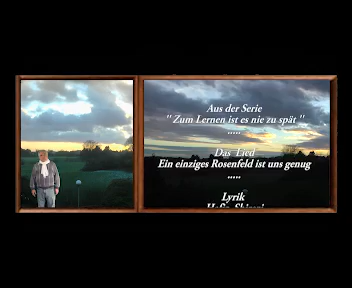 Aus der Serie
" Zum Lernen ist es nie zu spät "
*****
Das Lied
Ein einziges Rosenfeld ist uns genug
*****
Lyrik